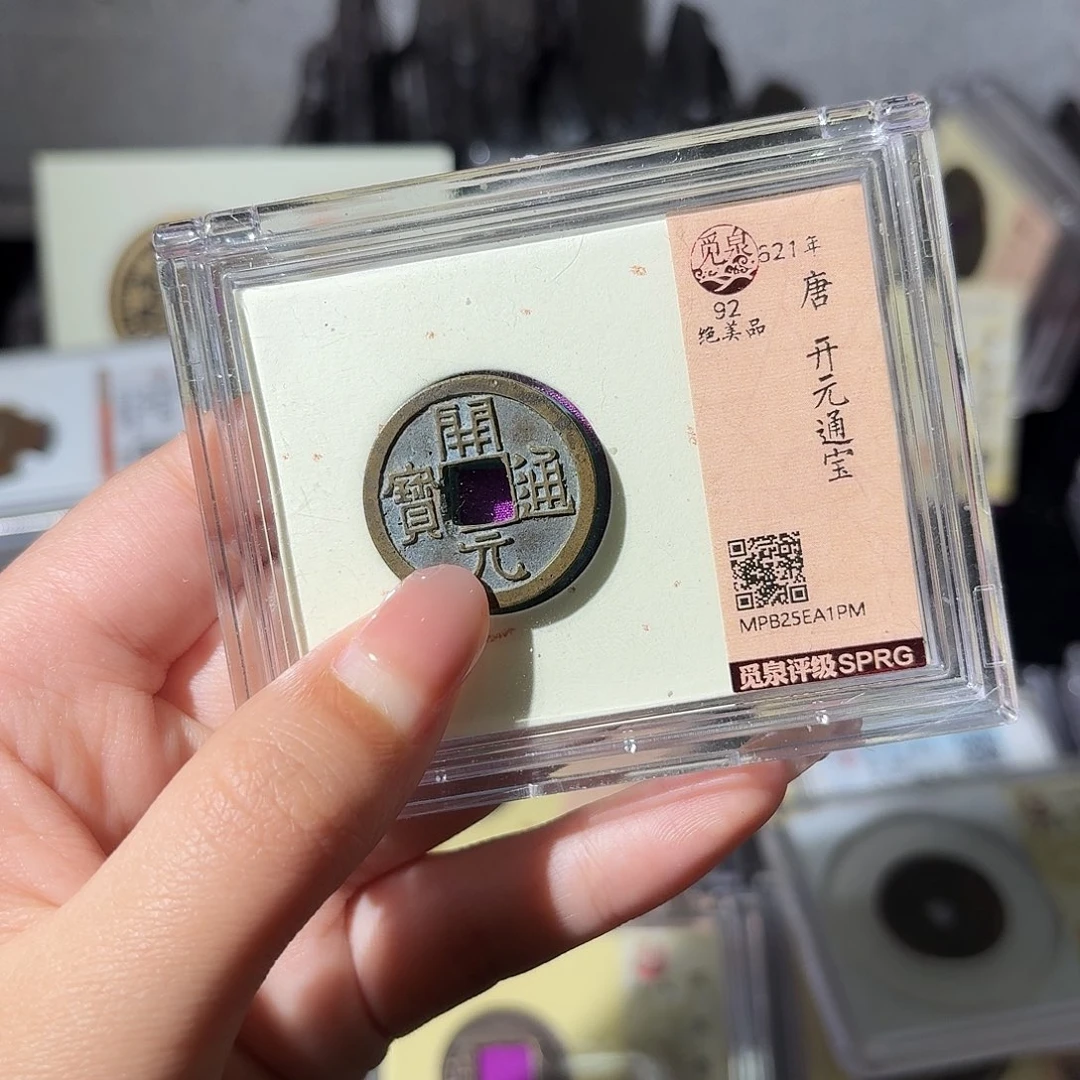 開
通
元
寶
觅泉
621年
92
绝美品
唐 开元通宝
MPB25EA1PM
觅泉评级SPRG